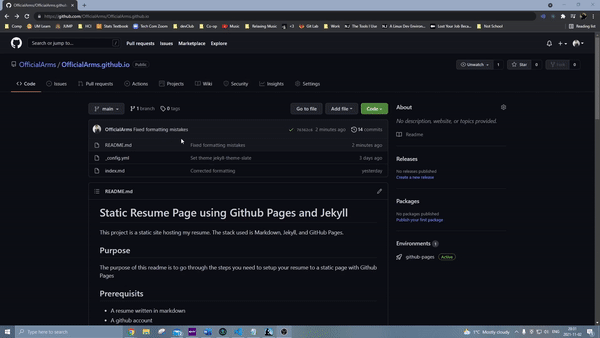 OfficialArms/OfficialArms.github.io
github.com/OfficialArms/OfficialArms.github.io
Comp UM Learn JUMP HCI Stats Textbook Tech Com Zoom devClub Co-op Music Relaxing Music +3 Git Lab Work The Tools I Use A Linux Dev Environ... Lost Your Job Becau... Not School Reading list
Search or jump to... Pull requests Issues Marketplace Explore
OfficialArms / OfficialArms.github.io Public
Unwatch 1 Star 0 Fork 0
Code Issues Pull requests Actions Projects Wiki Security Insights Settings
main 1 branch 0 tags Go to file Add file Code
OfficialArms Fixed formatting mistakes 2 minutes ago 14 commits
README.md Fixed formatting mistakes 2 minutes ago
_config.yml Set theme jekyll-theme-slate 3 days ago
index.md Corrected formatting yesterday
README.md
Static Resume Page using Github Pages and Jekyll
This project is a static site hosting my resume. The stack used is Markdown, Jekyll, and GitHub Pages.
Purpose
The purpose of this readme is to go through the steps you need to setup your resume to a static page with Github
Pages
Prerequisits
A resume written in markdown
A github account
About
No description, website, or topics provided.
Readme
Releases
No releases published
Create a new release
Packages
No packages published
Publish your first package
Environments 1
github-pages Active
Type here to search
1°C Mostly cloudy ENG
2021-11-02